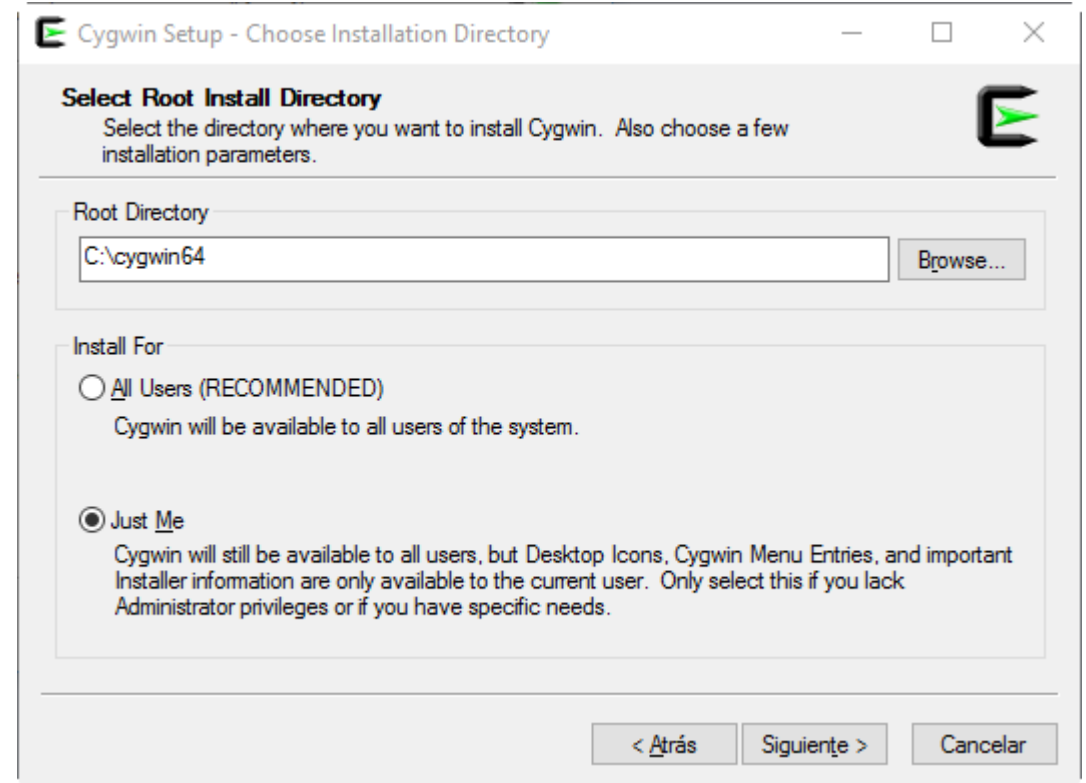 Cygwin Setup - Choose Installation Directory
Select Root Install Directory
Select the directory where you want to install Cygwin. Also choose a few
installation parameters.
Root Directory
C:\cygwin64
Browse...
Install For
All Users (RECOMMENDED)
Cygwin will be available to all users of the system.
Just Me
Cygwin will still be available to all users, but Desktop Icons, Cygwin Menu Entries, and important
Installer information are only available to the current user. Only select this if you lack
Administrator privileges or if you have specific needs.
< Atrás
Siguiente >
Cancelar